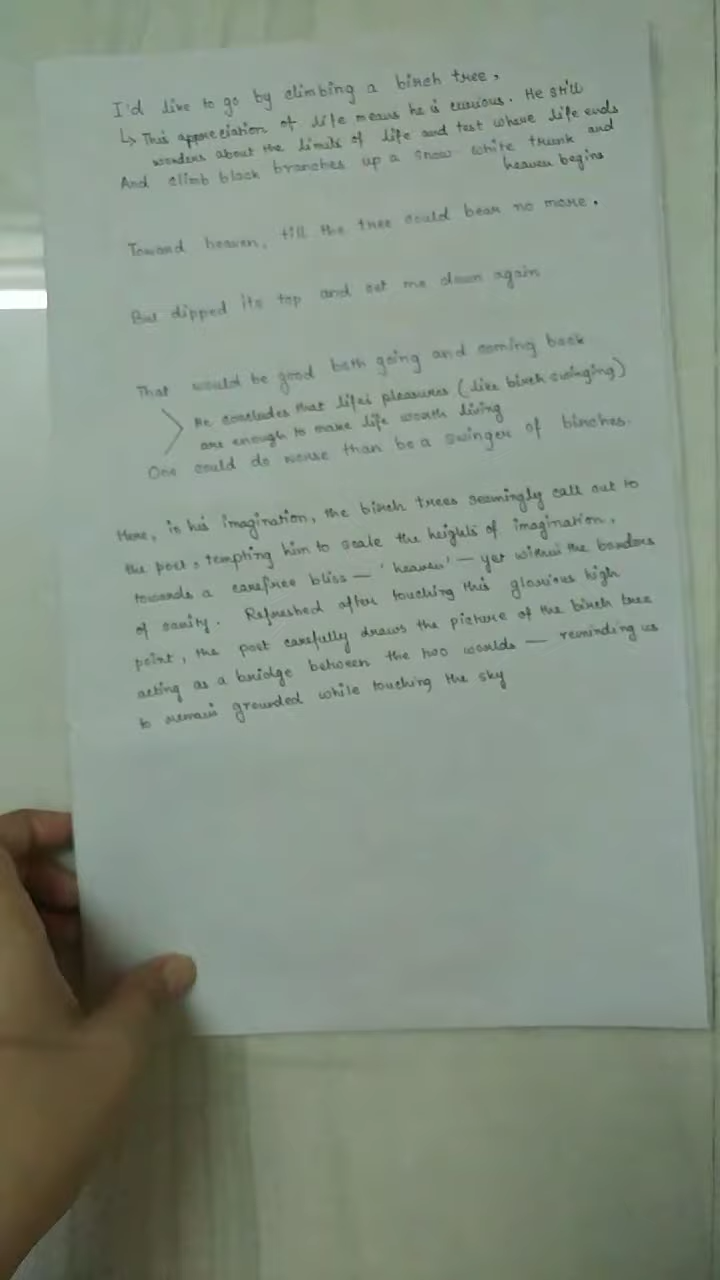 I'd like to go by climbing a birch tree,
↳ This appreciation of life means he is curious. He still
wonders about the limits of life and test where life ends
And climb black branches up a snow white trunk and
heaven begins
Toward heaven, till the tree could bear no more.
But dipped its top and set me down again
That would be good both going and coming back
He concludes that life's pleasures (like birch swinging)
are enough to make life worth living
One could do worse than be a swinger of birches.
Here, in his imagination, the birch trees seemingly call out to
the poet, tempting him to scale the heights of imagination,
towards a carefree bliss — 'heaven' — yet within the borders
of sanity. Refreshed after touching this glorious high
point, the poet carefully draws the picture of the birch tree
acting as a bridge between the two worlds — reminding us
to remain grounded while touching the sky